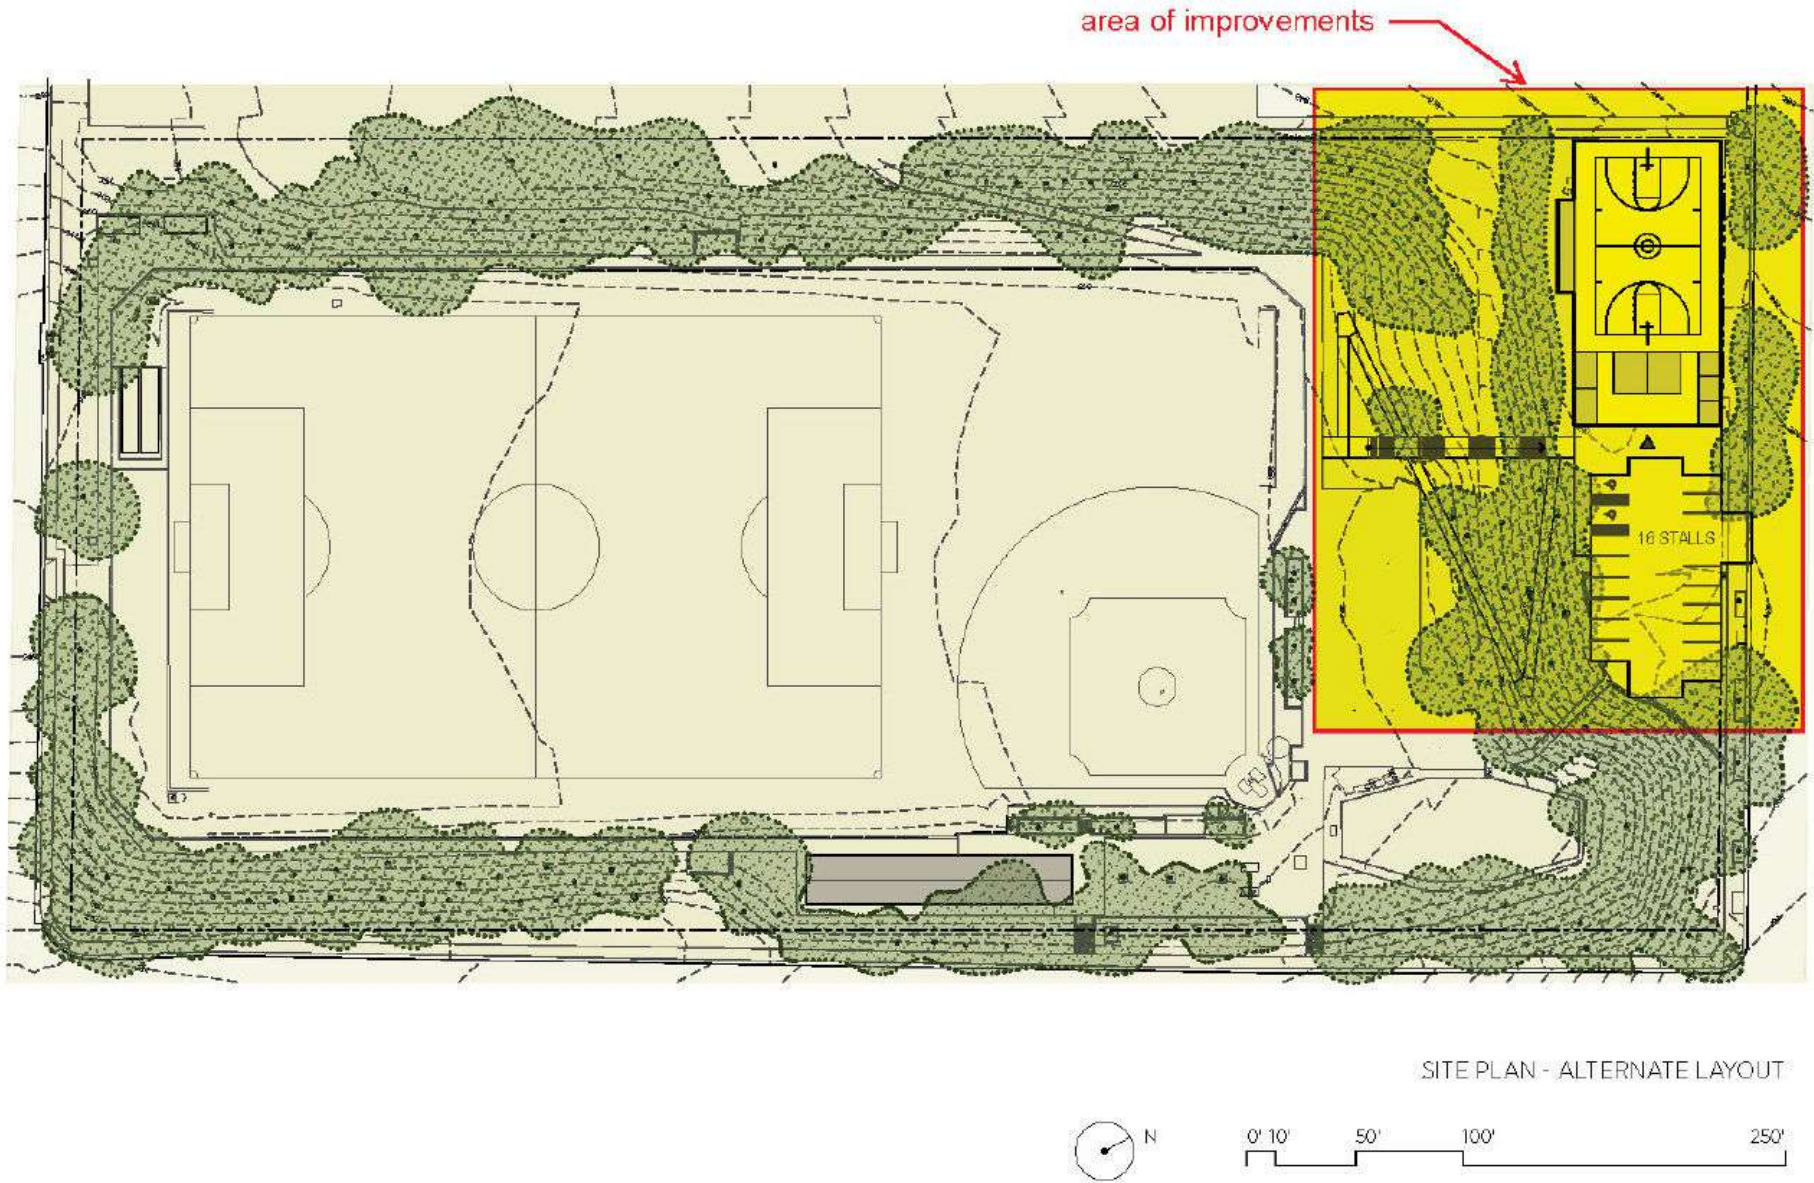 area of improvements
16 STALLS
SITE PLAN - ALTERNATE LAYOUT
N
0' 10' 50' 100' 250'